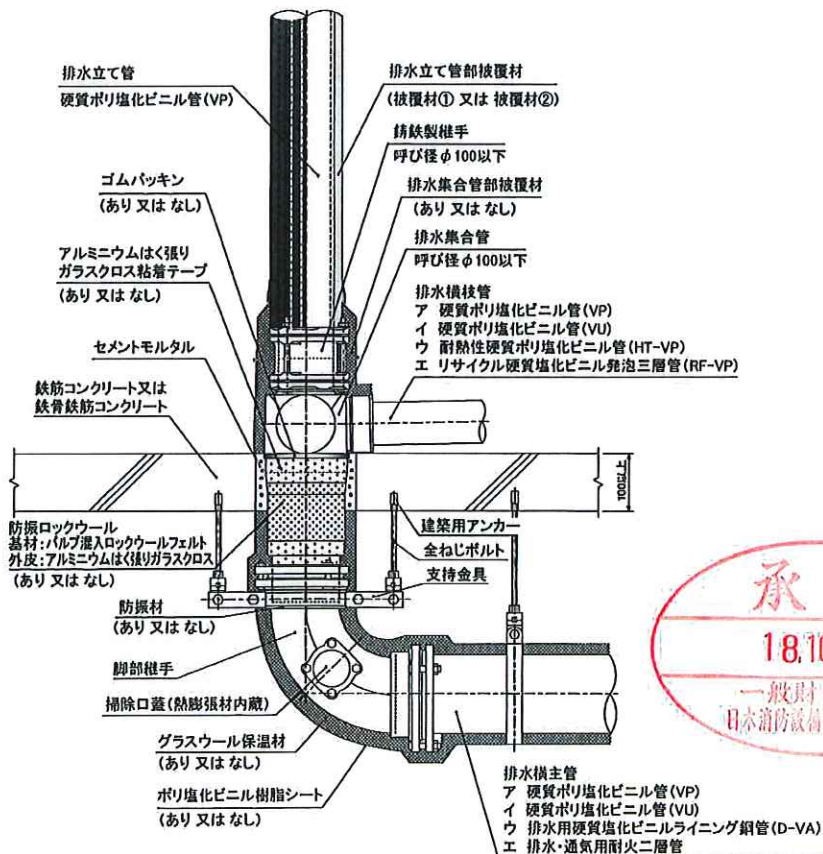 排水立て管
硬質ポリ塩化ビニル管(VP)
排水立て管部被覆材
(被覆材① 又は 被覆材②)
鋳鉄製継手
呼び径φ100以下
ゴムパッキン
(あり 又は なし)
排水集合管部被覆材
(あり 又は なし)
アルミニウムはく張り
ガラスクロス粘着テープ
(あり 又は なし)
排水集合管
呼び径φ100以下
排水横枝管
ア 硬質ポリ塩化ビニル管(VP)
イ 硬質ポリ塩化ビニル管(VU)
ウ 耐熱性硬質ポリ塩化ビニル管(HT-VP)
エ リサイクル硬質塩化ビニル発泡三層管(RF-VP)
セメントモルタル
鉄筋コンクリート又は
鉄骨鉄筋コンクリート
100以上
防振ロックウール
基材:パルプ混入ロックウールフェルト
外皮:アルミニウムはく張りガラスクロス
(あり 又は なし)
建築用アンカー
全ねじボルト
支持金具
防振材
(あり 又は なし)
脚部継手
掃除口蓋(熱膨張材内蔵)
グラスウール保温材
(あり 又は なし)
ポリ塩化ビニル樹脂シート
(あり 又は なし)
排水横主管
ア 硬質ポリ塩化ビニル管(VP)
イ 硬質ポリ塩化ビニル管(VU)
ウ 排水用硬質塩化ビニルライニング鋼管(D-VA)
エ 排水・通気用耐火二層管
承
18.10
一般財
日本消防設備